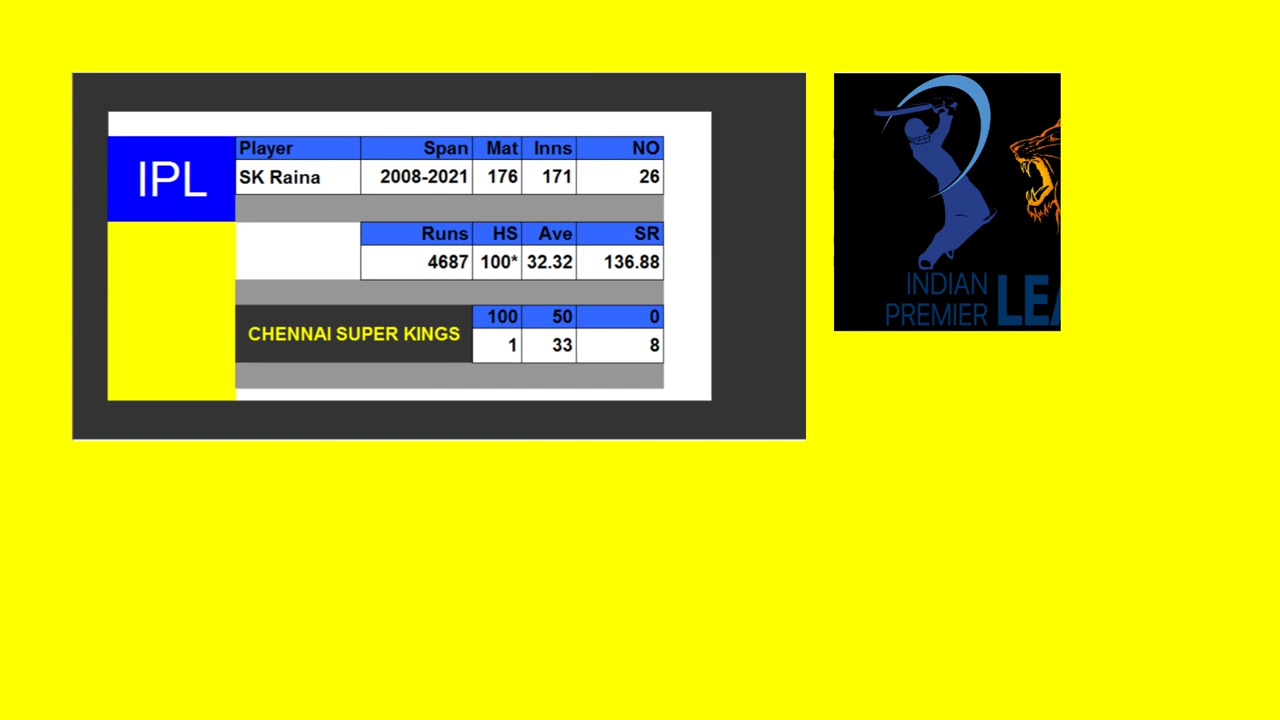 IPL
Player Span Mat Inns NO
SK Raina 2008-2021 176 171 26
Runs HS Ave SR
4687 100* 32.32 136.88
CHENNAI SUPER KINGS
100 50 0
1 33 8
INDIAN
PREMIER LEA